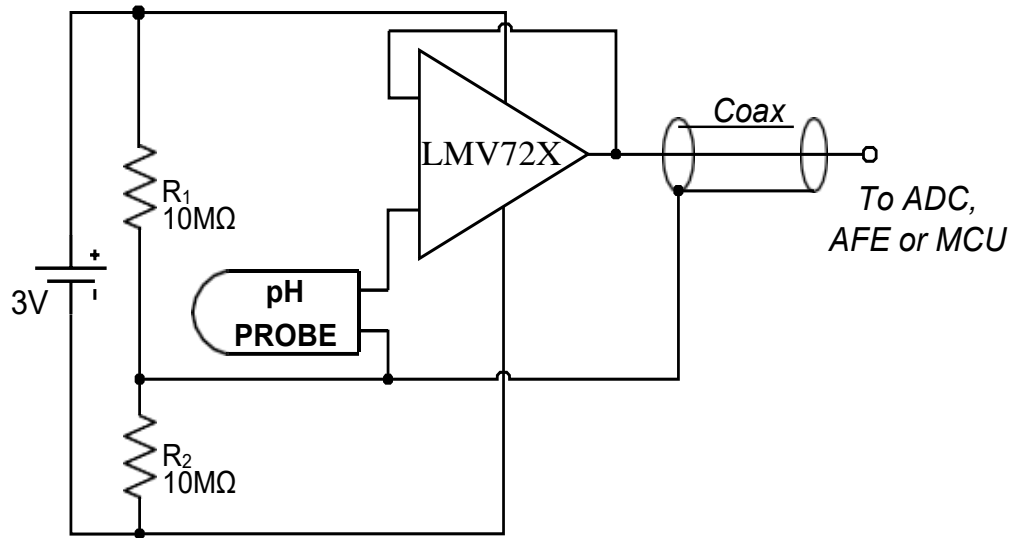 Coax
LMV72X
R₁
10MΩ
To ADC,
AFE or MCU
+
-
3V
pH
PROBE
R₂
10MΩ